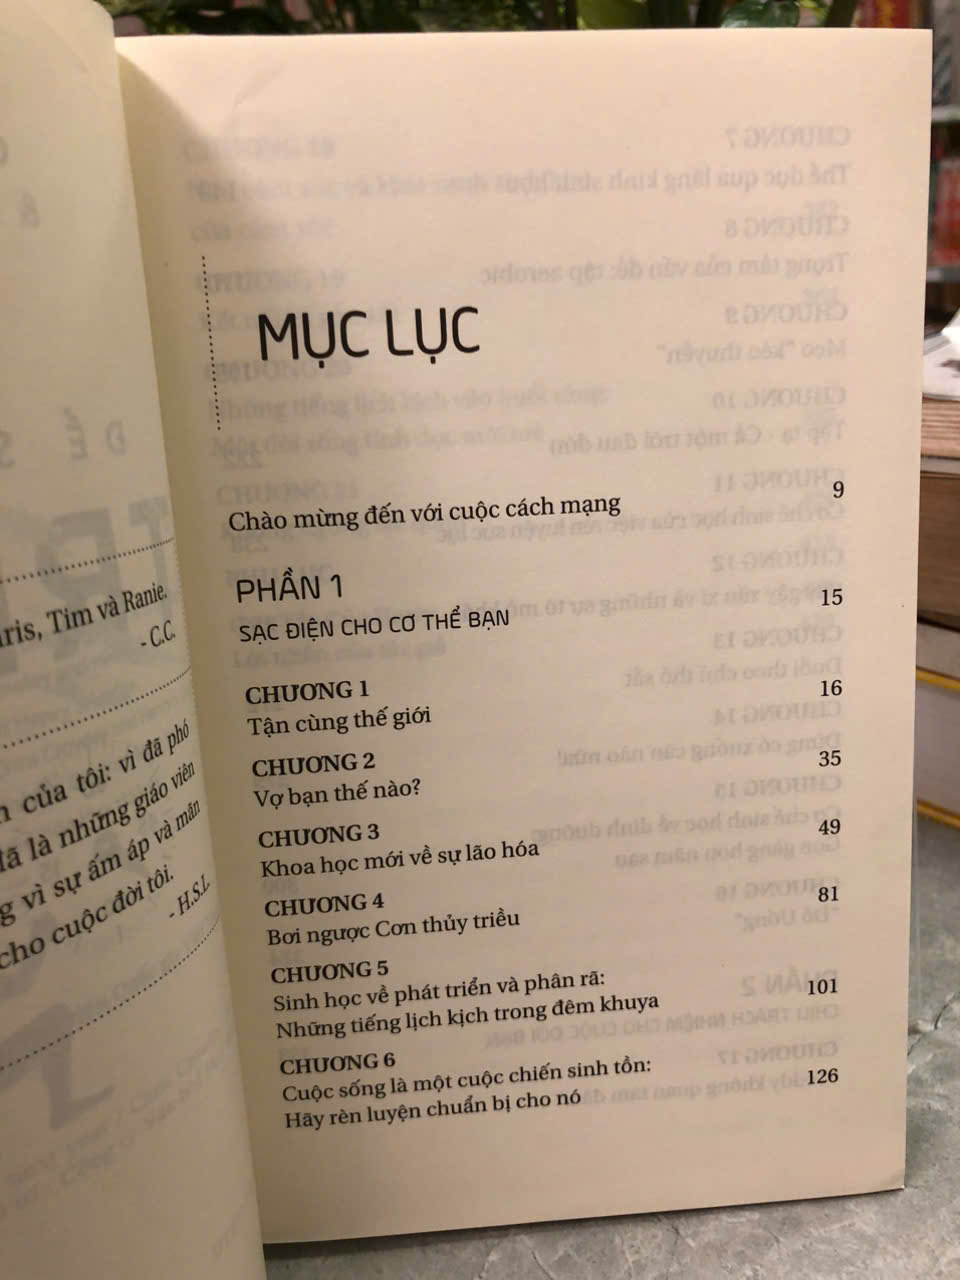 ris, Tim và Ranie.
- C.C.
của tôi: vì đã phó
đã là những giáo viên
vì sự ấm áp và mẫn
cho cuộc đời tôi.
- H.S.L
MỤC LỤC
Chào mừng đến với cuộc cách mạng 9
PHẦN 1
SẠC ĐIỆN CHO CƠ THỂ BẠN 15
CHƯƠNG 1
Tận cùng thế giới 16
CHƯƠNG 2
Vợ bạn thế nào? 35
CHƯƠNG 3
Khoa học mới về sự lão hóa 49
CHƯƠNG 4
Bơi ngược Cơn thủy triều 81
CHƯƠNG 5
Sinh học về phát triển và phân rã:
Những tiếng lịch kịch trong đêm khuya 101
CHƯƠNG 6
Cuộc sống là một cuộc chiến sinh tồn:
Hãy rèn luyện chuẩn bị cho nó 126